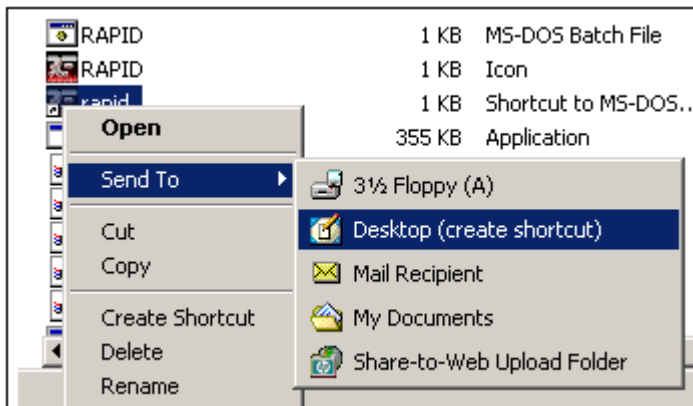 RAPID 1 KB MS-DOS Batch File
RAPID 1 KB Icon
rapid 1 KB Shortcut to MS-DOS...
355 KB Application
Open
Send To
Cut
Copy
Create Shortcut
Delete
Rename
3½ Floppy (A)
Desktop (create shortcut)
Mail Recipient
My Documents
Share-to-Web Upload Folder